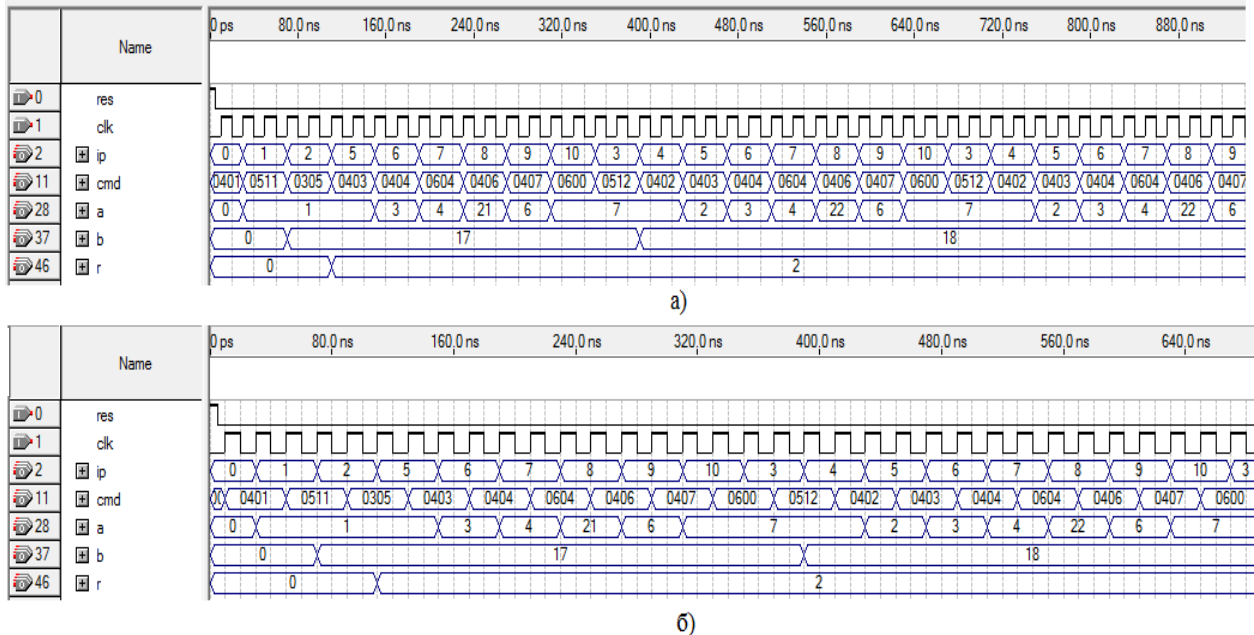 Name 0 ps 80.0 ns 160.0 ns 240.0 ns 320.0 ns 400.0 ns 480.0 ns 560.0 ns 640.0 ns 720.0 ns 800.0 ns 880.0 ns
0 res
1 clk
2 ip 0 1 2 5 6 7 8 9 10 3 4 5 6 7 8 9 10 3 4 5 6 7 8 9
11 cmd 0401 0511 0305 0403 0404 0604 0406 0407 0600 0512 0402 0403 0404 0604 0406 0407 0600 0512 0402 0403 0404 0604 0406 0407
28 a 0 1 3 4 21 6 7 2 3 4 22 6 7 2 3 4 22 6
37 b 0 17 18
46 r 0 2
а)
Name 0 ps 80.0 ns 160.0 ns 240.0 ns 320.0 ns 400.0 ns 480.0 ns 560.0 ns 640.0 ns
0 res
1 clk
2 ip 0 1 2 5 6 7 8 9 10 3 4 5 6 7 8 9 10 3
11 cmd 0401 0511 0305 0403 0404 0604 0406 0407 0600 0512 0402 0403 0404 0604 0406 0407 0600
28 a 0 1 3 4 21 6 7 2 3 4 22 6 7
37 b 0 17 18
46 r 0 2
б)